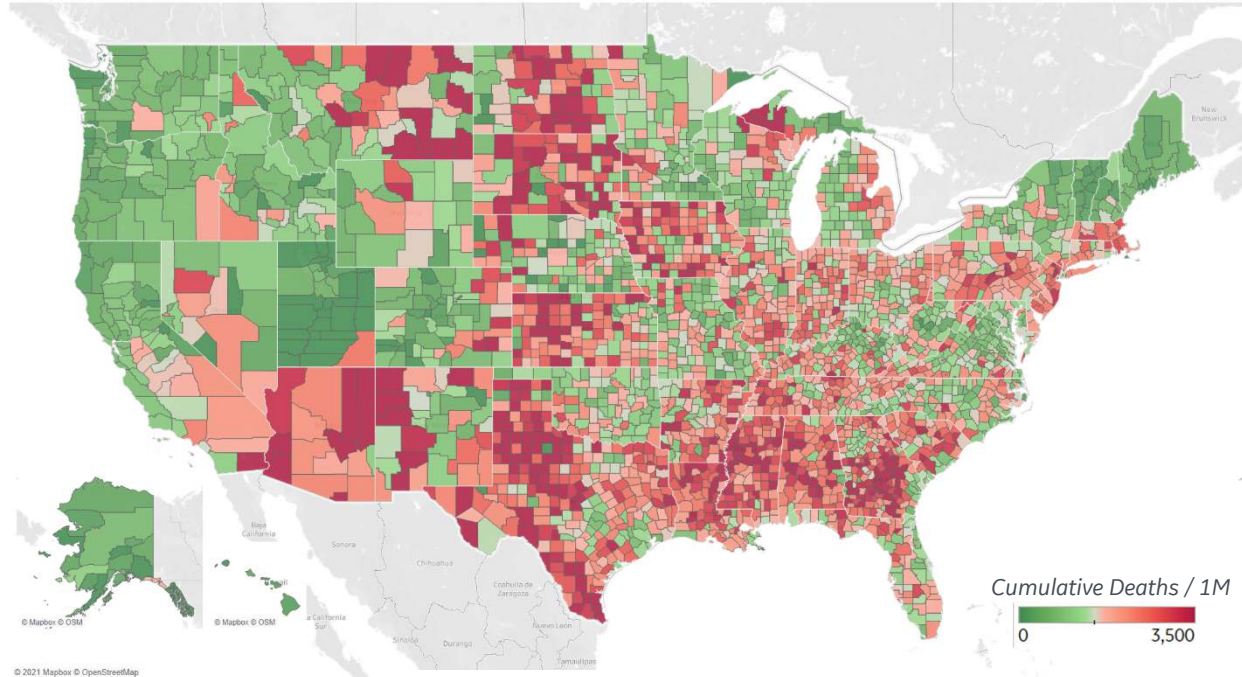 New
Brunswick
Baja
California
Sonora
Chihuahua
Coahuila de
Zaragoza
Nuevo León
Sinaloa
Durango
Tamaulipas
a California
Sur
© Mapbox © OSM
© Mapbox © OSM
Cumulative Deaths / 1M
0
3,500
© 2021 Mapbox © OpenStreetMap